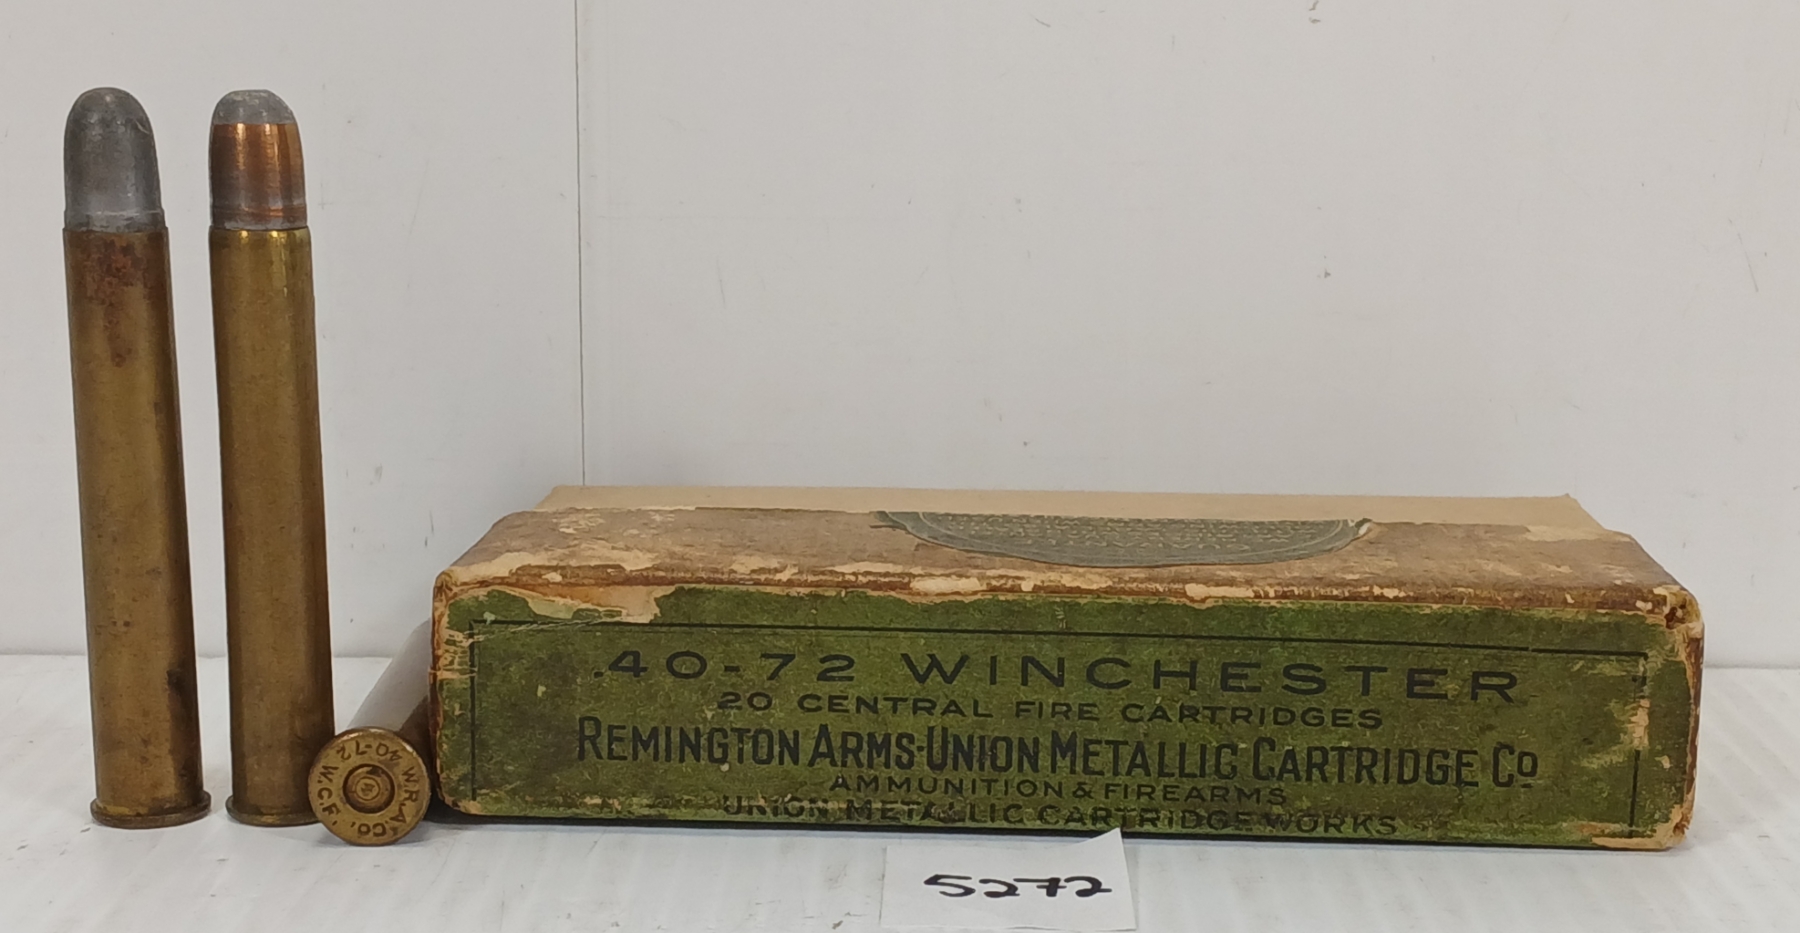 .40-72 WINCHESTER
20 CENTRAL FIRE CARTRIDGES
REMINGTON ARMS-UNION METALLIC CARTRIDGE CO
AMMUNITION & FIREARMS
UNION METALLIC CARTRIDGE WORKS
W.R.A.CO.
40-72 W.C.F.
5272